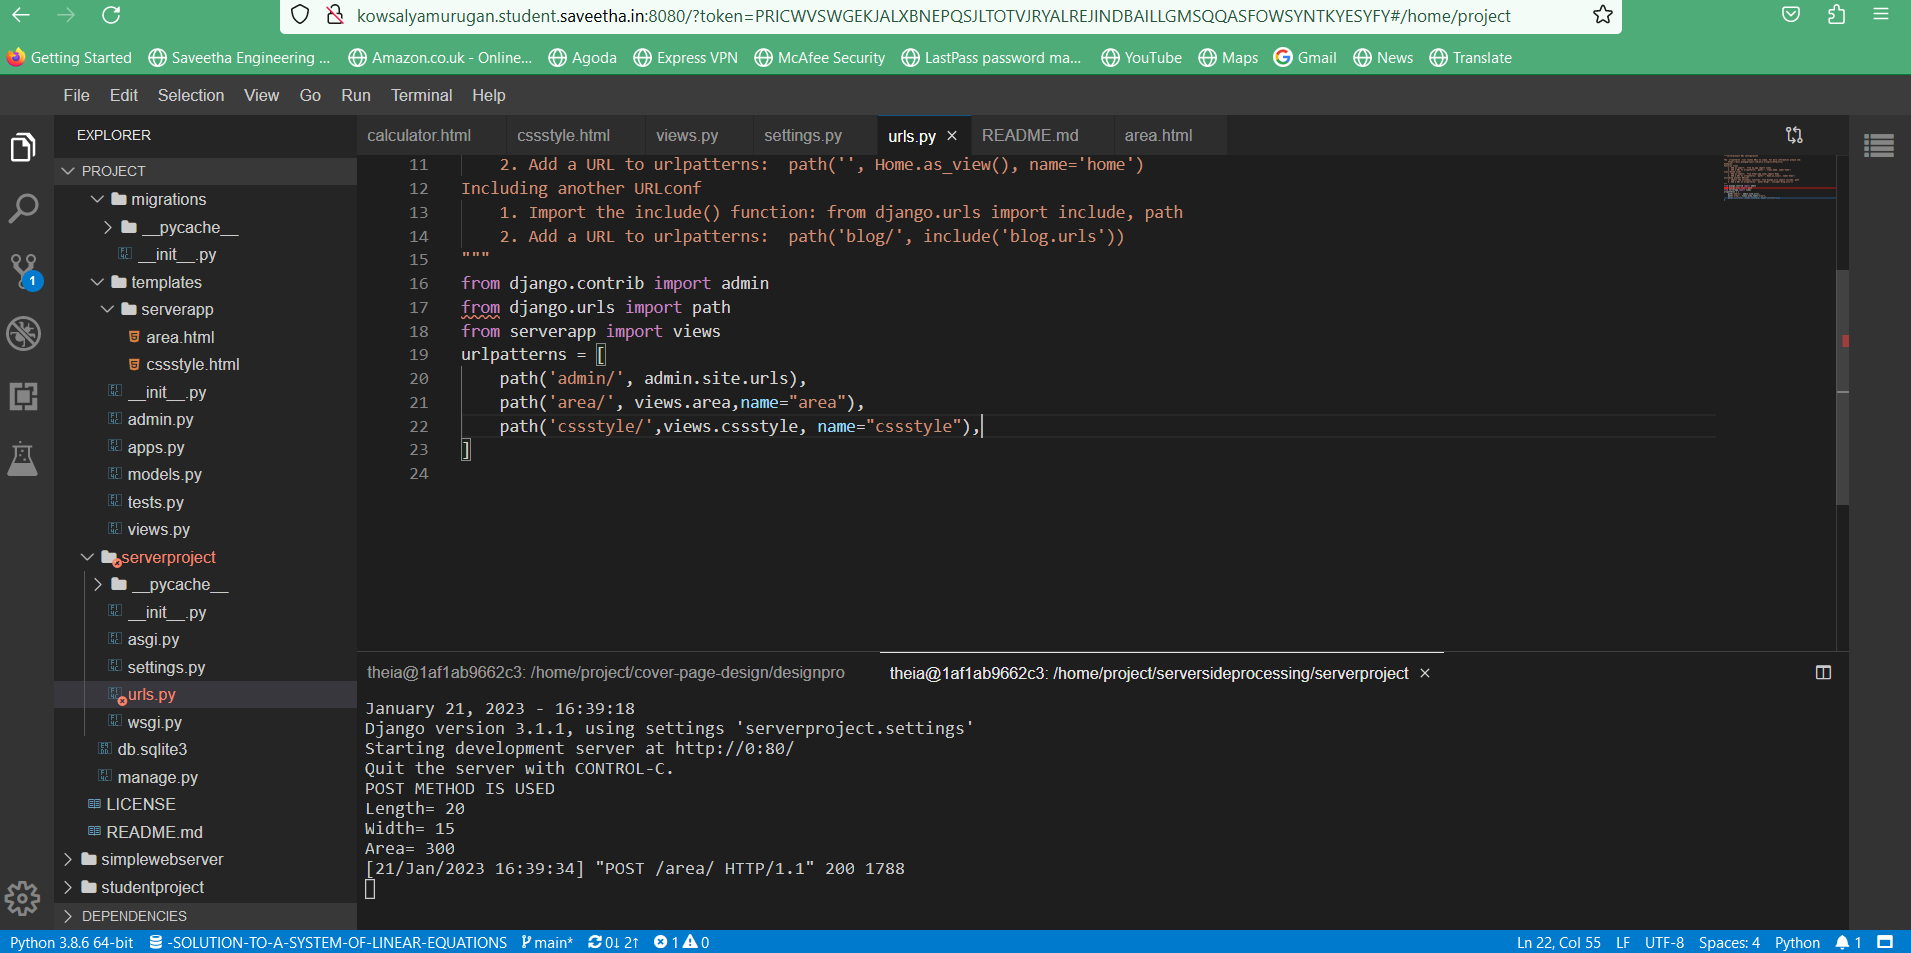 kowsalyamurugan.student.saveetha.in:8080/?token=PRICWVSWGEKJALXBNEPQSJLTOTVJRYALREJINDBAILLGMSQQASFOWSYNTKYESYFY#/home/project
Getting Started Saveetha Engineering ... Amazon.co.uk - Online... Agoda Express VPN McAfee Security LastPass password ma... YouTube Maps Gmail News Translate
File Edit Selection View Go Run Terminal Help
EXPLORER
PROJECT
migrations
__pycache__
__init__.py
templates
serverapp
area.html
cssstyle.html
__init__.py
admin.py
apps.py
models.py
tests.py
views.py
serverproject
__pycache__
__init__.py
asgi.py
settings.py
urls.py
wsgi.py
db.sqlite3
manage.py
LICENSE
README.md
simplewebserver
studentproject
DEPENDENCIES
1
calculator.html cssstyle.html views.py settings.py urls.py × README.md area.html
11 2. Add a URL to urlpatterns:  path('', Home.as_view(), name='home')
12 Including another URLconf
13 1. Import the include() function: from django.urls import include, path
14 2. Add a URL to urlpatterns:  path('blog/', include('blog.urls'))
15 """
16 from django.contrib import admin
17 from django.urls import path
18 from serverapp import views
19 urlpatterns = [
20 path('admin/', admin.site.urls),
21 path('area/', views.area,name="area"),
22 path('cssstyle/',views.cssstyle, name="cssstyle"),
23 ]
24
theia@1af1ab9662c3: /home/project/cover-page-design/designpro theia@1af1ab9662c3: /home/project/serversideprocessing/serverproject ×
January 21, 2023 - 16:39:18
Django version 3.1.1, using settings 'serverproject.settings'
Starting development server at http://0:80/
Quit the server with CONTROL-C.
POST METHOD IS USED
Length= 20
Width= 15
Area= 300
[21/Jan/2023 16:39:34] "POST /area/ HTTP/1.1" 200 1788
Python 3.8.6 64-bit -SOLUTION-TO-A-SYSTEM-OF-LINEAR-EQUATIONS main* 0↓ 2↑ 1 0 Ln 22, Col 55 LF UTF-8 Spaces: 4 Python 1